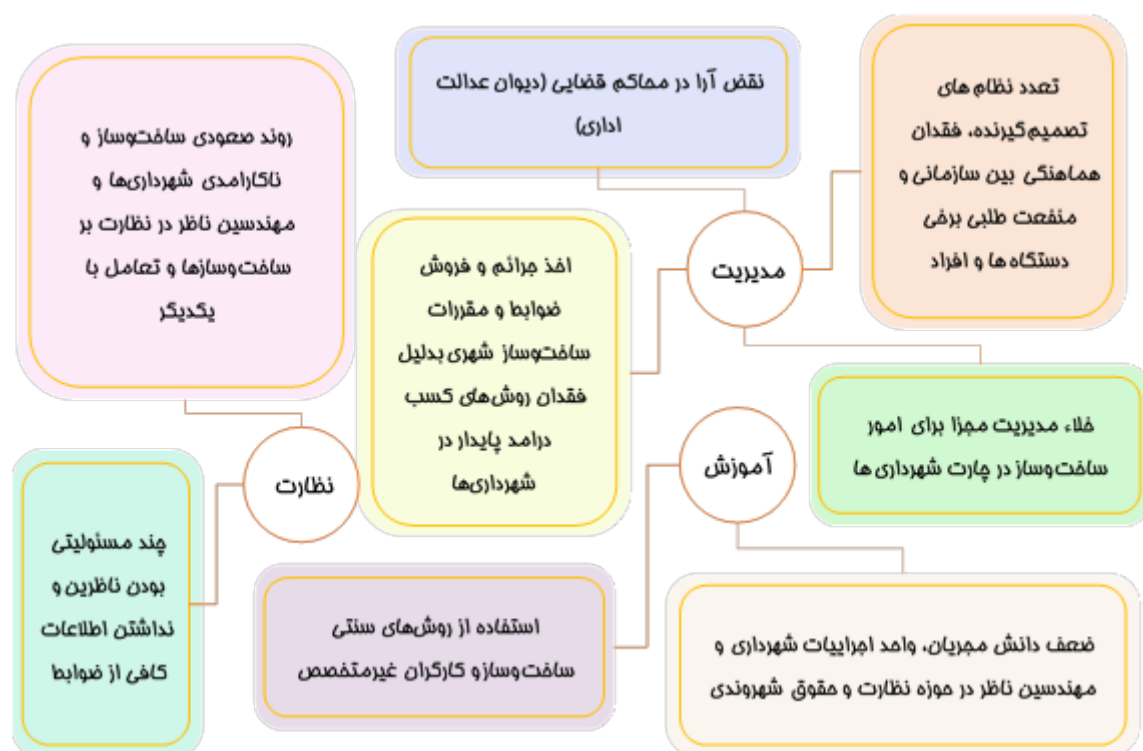 تعدد نظام های
تصمیم‌گیرنده، فقدان
هماهنگی بین سازمانی و
منفعت طلبی برخی
دستگاه ها و افراد
نقض آرا در محاکم قضایی (دیوان عدالت
اداری)
روند صعودی ساخت‌وساز و
ناکارامدی شهرداری‌ها و
مهندسین ناظر در نظارت بر
ساخت‌وسازها و تعامل با
یکدیگر
مدیریت
اخذ جرائم و فروش
ضوابط و مقررات
ساخت‌وساز شهری بدلیل
فقدان روش‌های کسب
درامد پایدار در
شهرداری‌ها
خلاء مدیریت مجزا برای امور
ساخت‌وساز در چارت شهرداری ها
آموزش
نظارت
چند مسئولیتی
بودن ناظرین و
نداشتن اطلاعات
کافی از ضوابط
استفاده از روش‌های سنتی
ساخت‌وساز و کارگران غیرمتخصص
ضعف دانش مجریان، واحد اجراییات شهرداری و
مهندسین ناظر در حوزه نظارت و حقوق شهروندی